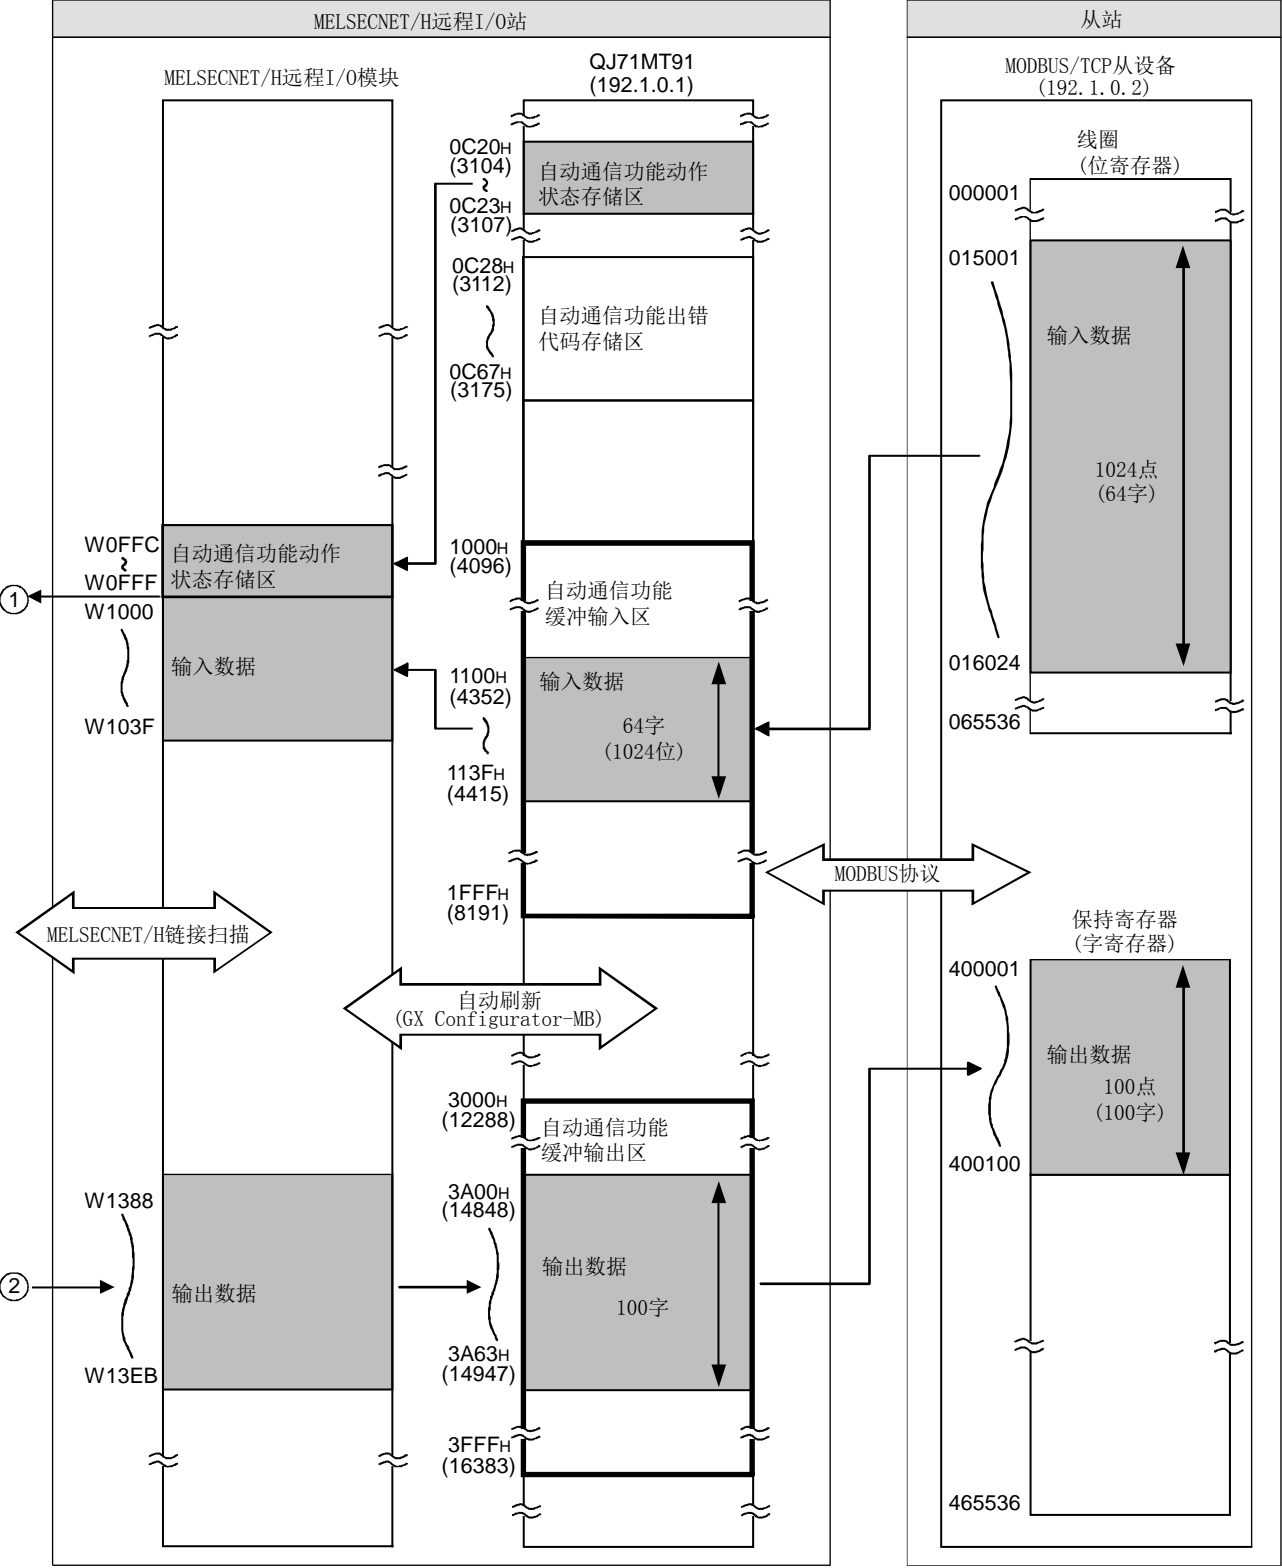 MELSECNET/H远程I/O站
从站
MELSECNET/H远程I/O模块
QJ71MT91
(192.1.0.1)
MODBUS/TCP从设备
(192.1.0.2)
线圈
(位寄存器)
0C20H
(3104)
0C23H
(3107)
自动通信功能动作
状态存储区
000001
015001
0C28H
(3112)
0C67H
(3175)
自动通信功能出错
代码存储区
输入数据
1024点
(64字)
016024
065536
W0FFC
W0FFF
自动通信功能动作
状态存储区
1
W1000
W103F
输入数据
1000H
(4096)
自动通信功能
缓冲输入区
1100H
(4352)
113FH
(4415)
输入数据
64字
(1024位)
1FFFH
(8191)
MODBUS协议
MELSECNET/H链接扫描
自动刷新
(GX Configurator-MB)
保持寄存器
(字寄存器)
400001
输出数据
100点
(100字)
400100
3000H
(12288)
自动通信功能
缓冲输出区
W1388
2
W13EB
输出数据
3A00H
(14848)
3A63H
(14947)
输出数据
100字
3FFFH
(16383)
465536